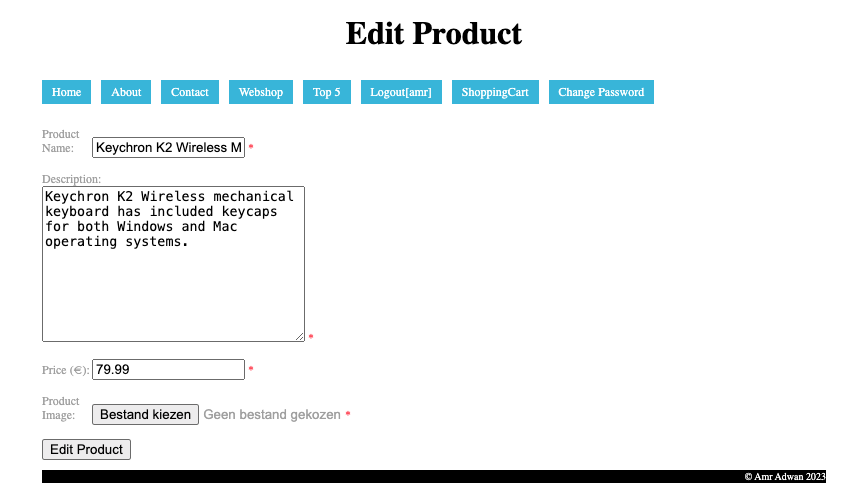 Edit Product
Home About Contact Webshop Top 5 Logout[amr] ShoppingCart Change Password
Product
Name: Keychron K2 Wireless M *
Description:
Keychron K2 Wireless mechanical
keyboard has included keycaps
for both Windows and Mac
operating systems.
*
Price (€): 79.99 *
Product
Image: Bestand kiezen Geen bestand gekozen *
Edit Product
© Amr Adwan 2023